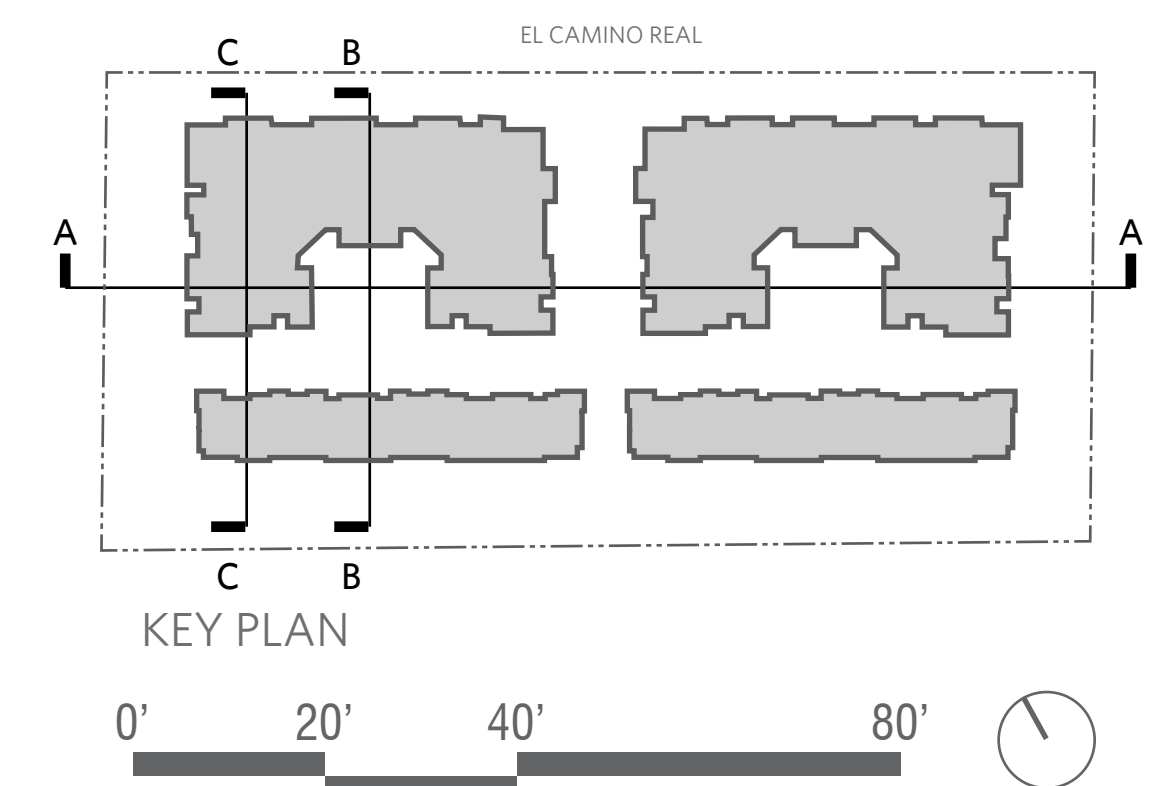 EL CAMINO REAL
C B
A A
C B
KEY PLAN
0’ 20’ 40’ 80’